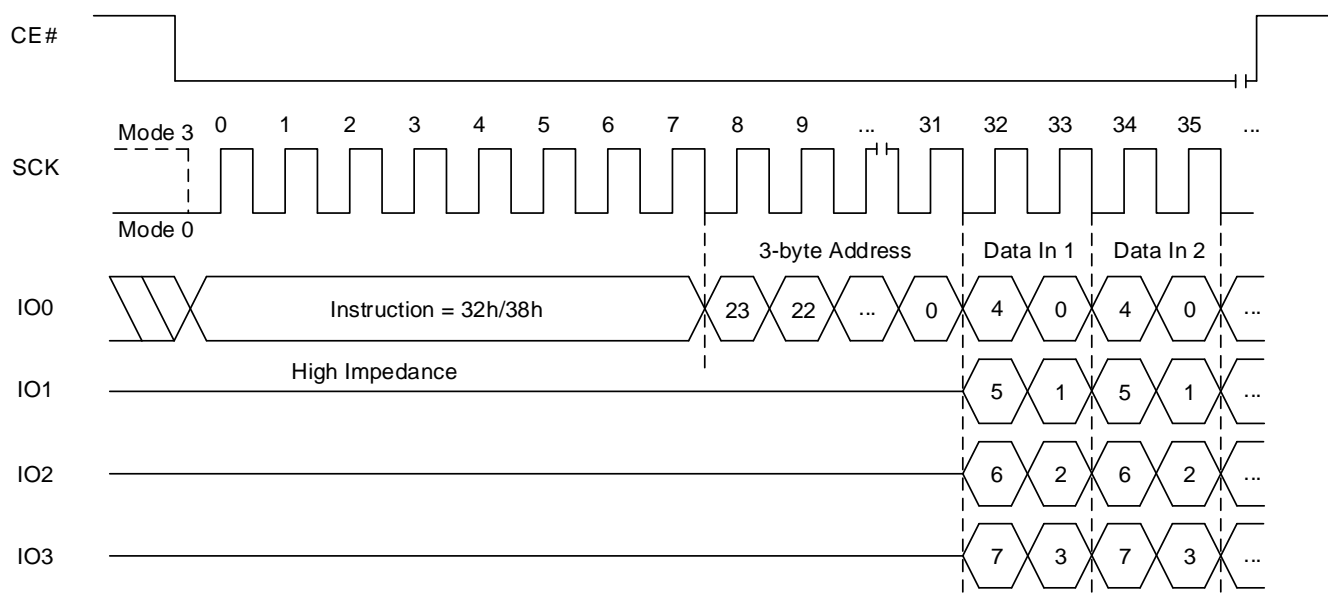 CE#
Mode 3 0 1 2 3 4 5 6 7 8 9 ... 31 32 33 34 35 ...
SCK
Mode 0
3-byte Address Data In 1 Data In 2
IO0 Instruction = 32h/38h 23 22 ... 0 4 0 4 0 ...
High Impedance
IO1 5 1 5 1 ...
IO2 6 2 6 2 ...
IO3 7 3 7 3 ...